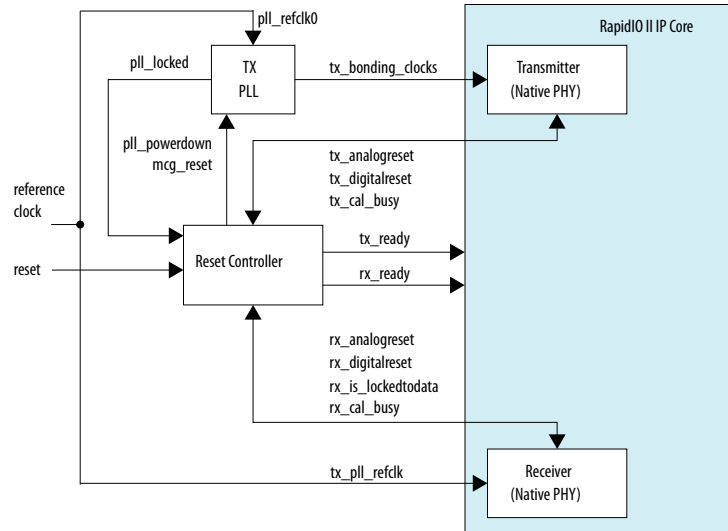 pll_refclk0
RapidIO II IP Core
pll_locked
TX
PLL
tx_bonding_clocks
Transmitter
(Native PHY)
pll_powerdown
mcg_reset
tx_analogreset
tx_digitalreset
tx_cal_busy
reference
clock
tx_ready
Reset Controller
reset
rx_ready
rx_analogreset
rx_digitalreset
rx_is_lockedtodata
rx_cal_busy
tx_pll_refclk
Receiver
(Native PHY)